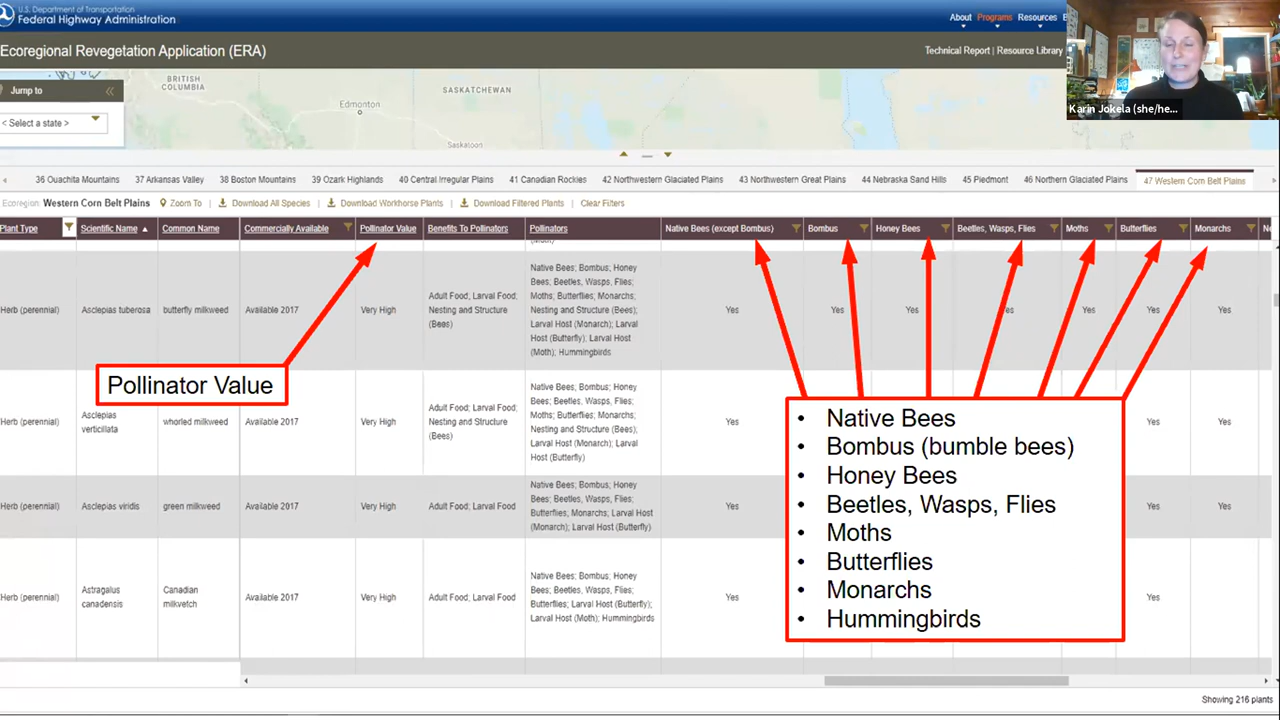 U.S. Department of Transportation
Federal Highway Administration
About Programs Resources
Ecoregional Revegetation Application (ERA)
Technical Report | Resource Library
Karin Jokela (she/he...
BRITISH
COLUMBIA
Edmonton
SASKATCHEWAN
Saskatoon
Jump to
< Select a state >
36 Ouachita Mountains 37 Arkansas Valley 38 Boston Mountains 39 Ozark Highlands 40 Central Irregular Plains 41 Canadian Rockies 42 Northwestern Glaciated Plains 43 Northwestern Great Plains 44 Nebraska Sand Hills 45 Piedmont 46 Northern Glaciated Plains 47 Western Corn Belt Plains
Ecoregion: Western Corn Belt Plains Zoom To Download All Species Download Workhorse Plants Download Filtered Plants Clear Filters
Plant Type Scientific Name Common Name Commercially Available Pollinator Value Benefits To Pollinators Pollinators Native Bees (except Bombus) Bombus Honey Bees Beetles, Wasps, Flies Moths Butterflies Monarchs
Herb (perennial) Asclepias tuberosa butterfly milkweed Available 2017 Very High
Adult Food; Larval Food;
Nesting and Structure
(Bees)
Native Bees; Bombus; Honey
Bees; Beetles, Wasps, Flies;
Moths; Butterflies; Monarchs;
Nesting and Structure (Bees);
Larval Host (Monarch); Larval
Host (Butterfly); Larval Host
(Moth); Hummingbirds
Yes Yes Yes Yes Yes Yes Yes
Pollinator Value
Herb (perennial)
Asclepias
verticillata
whorled milkweed Available 2017 Very High
Adult Food; Larval Food;
Nesting and Structure
(Bees)
Native Bees; Bombus; Honey
Bees; Beetles, Wasps, Flies;
Moths; Butterflies; Monarchs;
Nesting and Structure (Bees);
Larval Host (Monarch); Larval
Host (Butterfly)
Yes Yes Yes
Herb (perennial) Asclepias viridis green milkweed Available 2017 Very High Adult Food; Larval Food
Native Bees; Bombus; Honey
Bees; Beetles, Wasps, Flies;
Butterflies; Monarchs; Larval Host
(Monarch); Larval Host (Butterfly)
Yes Yes Yes
Herb (perennial)
Astragalus
canadensis
Canadian
milkvetch
Available 2017 Very High Adult Food; Larval Food
Native Bees; Bombus; Honey
Bees; Beetles, Wasps, Flies;
Butterflies; Larval Host (Butterfly);
Larval Host (Moth); Hummingbirds
Yes Yes
• Native Bees
• Bombus (bumble bees)
• Honey Bees
• Beetles, Wasps, Flies
• Moths
• Butterflies
• Monarchs
• Hummingbirds
Showing 216 plants